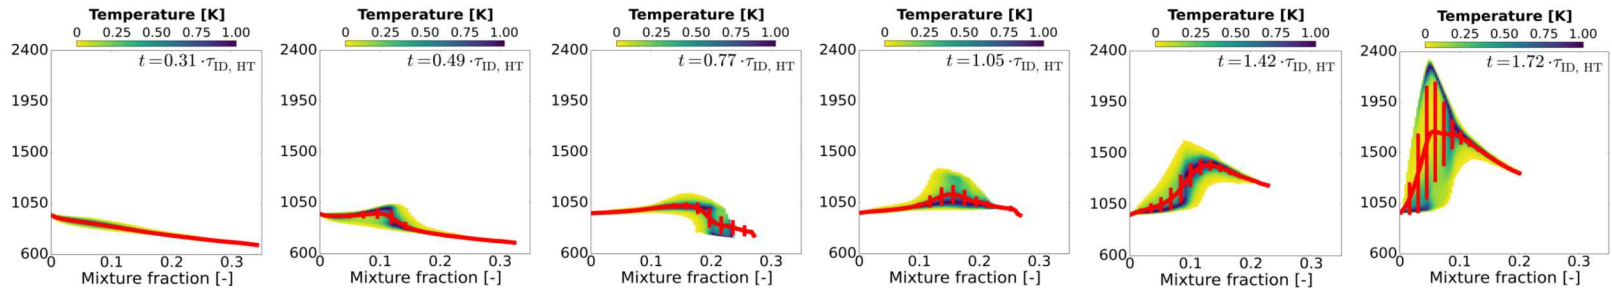 Temperature [K]
0 0.25 0.50 0.75 1.00
2400
1950
1500
1050
600
t=0.31·τID, HT
0 0.1 0.2 0.3
Mixture fraction [-]
Temperature [K]
0 0.25 0.50 0.75 1.00
2400
1950
1500
1050
600
t=0.49·τID, HT
0 0.1 0.2 0.3
Mixture fraction [-]
Temperature [K]
0 0.25 0.50 0.75 1.00
2400
1950
1500
1050
600
t=0.77·τID, HT
0 0.1 0.2 0.3
Mixture fraction [-]
Temperature [K]
0 0.25 0.50 0.75 1.00
2400
1950
1500
1050
600
t=1.05·τID, HT
0 0.1 0.2 0.3
Mixture fraction [-]
Temperature [K]
0 0.25 0.50 0.75 1.00
2400
1950
1500
1050
600
t=1.42·τID, HT
0 0.1 0.2 0.3
Mixture fraction [-]
Temperature [K]
0 0.25 0.50 0.75 1.00
2400
1950
1500
1050
600
t=1.72·τID, HT
0 0.1 0.2 0.3
Mixture fraction [-]